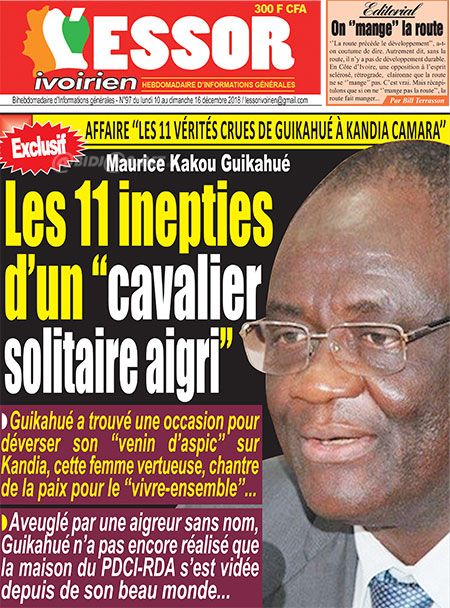 300 F CFA
L'ESSOR
ivoirien
HEBDOMADAIRE D'INFORMATIONS GÉNÉRALES
Bihebdomadaire d'Informations générales - N°97 du lundi 10 au dimanche 16 décembre 2018 / lessorivoirien@gmail.com
Editorial
On "mange" la route
"La route précède le développement", a-t-on coutume de dire. Autrement dit, sans la
route, il n'y a pas de développement durable.
En Côte d'Ivoire, une opposition à l'esprit
sclérosé, rétrograde, clairsonne que la route
ne se "mange" pas. C'est vrai. Mais récapi-
tulons que si on ne "mange pas la route", la
route fait manger...
Par Bill Terrasson
Exclusif
AFFAIRE "LES 11 VÉRITÉS CRUES DE GUIKAHUÉ À KANDIA CAMARA"
Maurice Kakou Guikahué
Les 11 inepties
d'un "cavalier
solitaire aigri"
Guikahué a trouvé une occasion pour
déverser son "venin d'aspic" sur
Kandia, cette femme vertueuse, chantre
de la paix pour le "vivre-ensemble"...
Aveuglé par une aigreur sans nom,
Guikahué n'a pas encore réalisé que
la maison du PDCI-RDA s'est vidée
depuis de son beau monde...